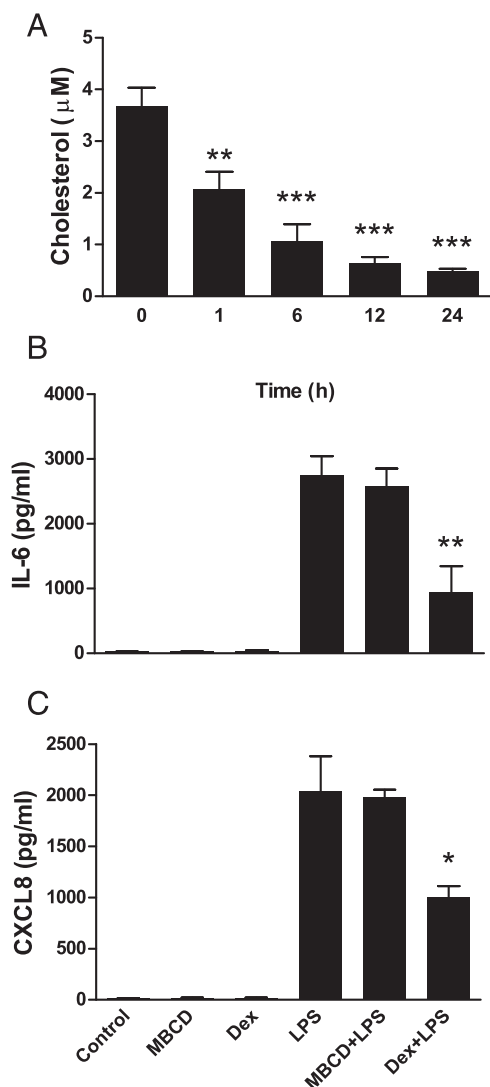 A
Cholesterol (μM)
5
4
3
2
1
0
**
***
***
***
0 1 6 12 24
Time (h)
B
IL-6 (pg/ml)
4000
3000
2000
1000
0
**
C
CXCL8 (pg/ml)
2500
2000
1500
1000
500
0
*
Control MBCD Dex LPS MBCD+LPS Dex+LPS